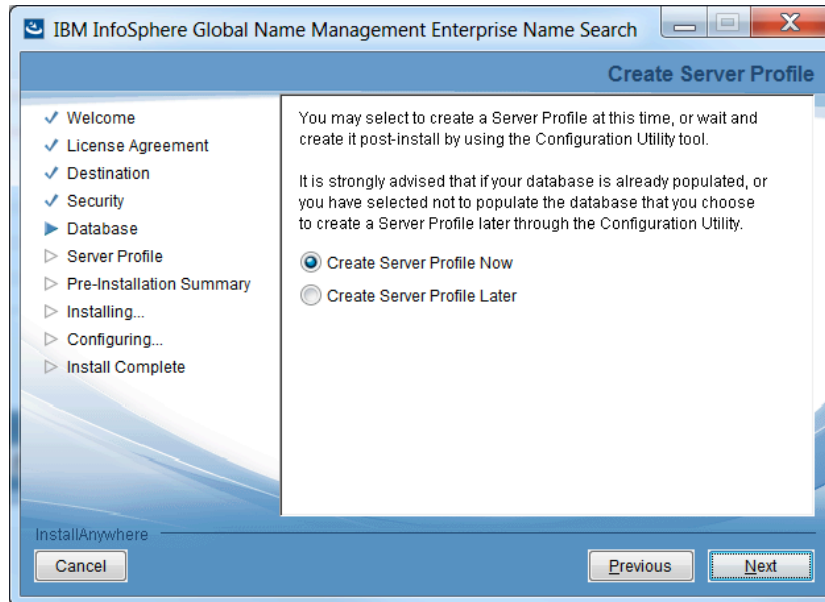 IBM InfoSphere Global Name Management Enterprise Name Search
Create Server Profile
Welcome
License Agreement
Destination
Security
Database
Server Profile
Pre-Installation Summary
Installing...
Configuring...
Install Complete
You may select to create a Server Profile at this time, or wait and
create it post-install by using the Configuration Utility tool.
It is strongly advised that if your database is already populated, or
you have selected not to populate the database that you choose
to create a Server Profile later through the Configuration Utility.
Create Server Profile Now
Create Server Profile Later
InstallAnywhere
Cancel
Previous
Next